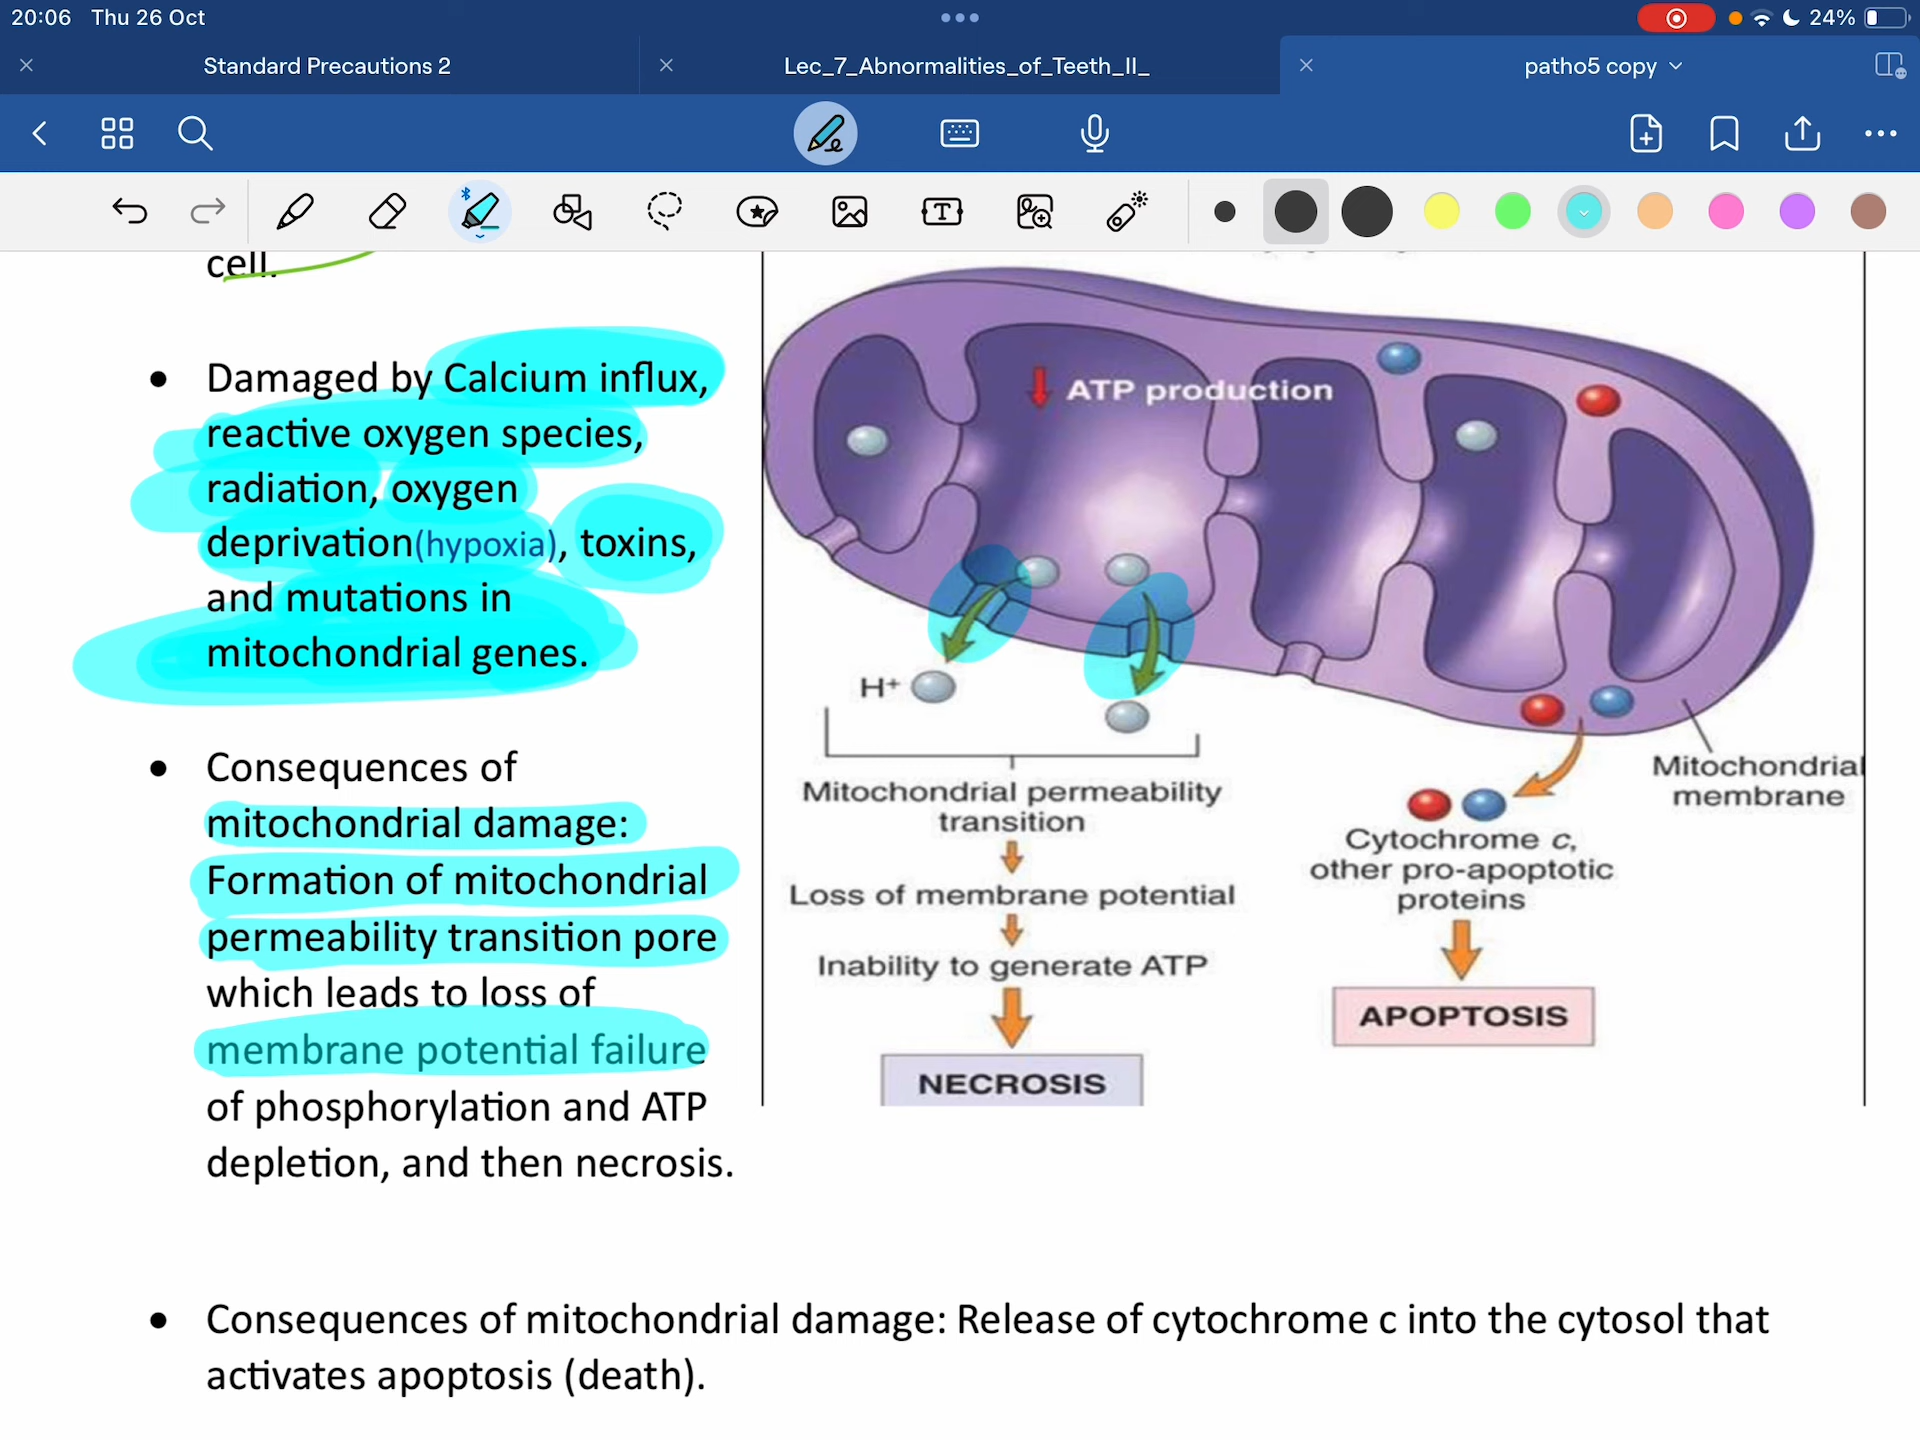 20:06 Thu 26 Oct
24%
Standard Precautions 2
Lec_7_Abnormalities_of_Teeth_II_
patho5 copy
cell.
• Damaged by Calcium influx,
reactive oxygen species,
radiation, oxygen
deprivation(hypoxia), toxins,
and mutations in
mitochondrial genes.
• Consequences of
mitochondrial damage:
Formation of mitochondrial
permeability transition pore
which leads to loss of
membrane potential failure
of phosphorylation and ATP
depletion, and then necrosis.
ATP production
H+
Mitochondrial permeability
transition
Loss of membrane potential
Inability to generate ATP
NECROSIS
Mitochondrial
membrane
Cytochrome c,
other pro-apoptotic
proteins
APOPTOSIS
• Consequences of mitochondrial damage: Release of cytochrome c into the cytosol that
activates apoptosis (death).